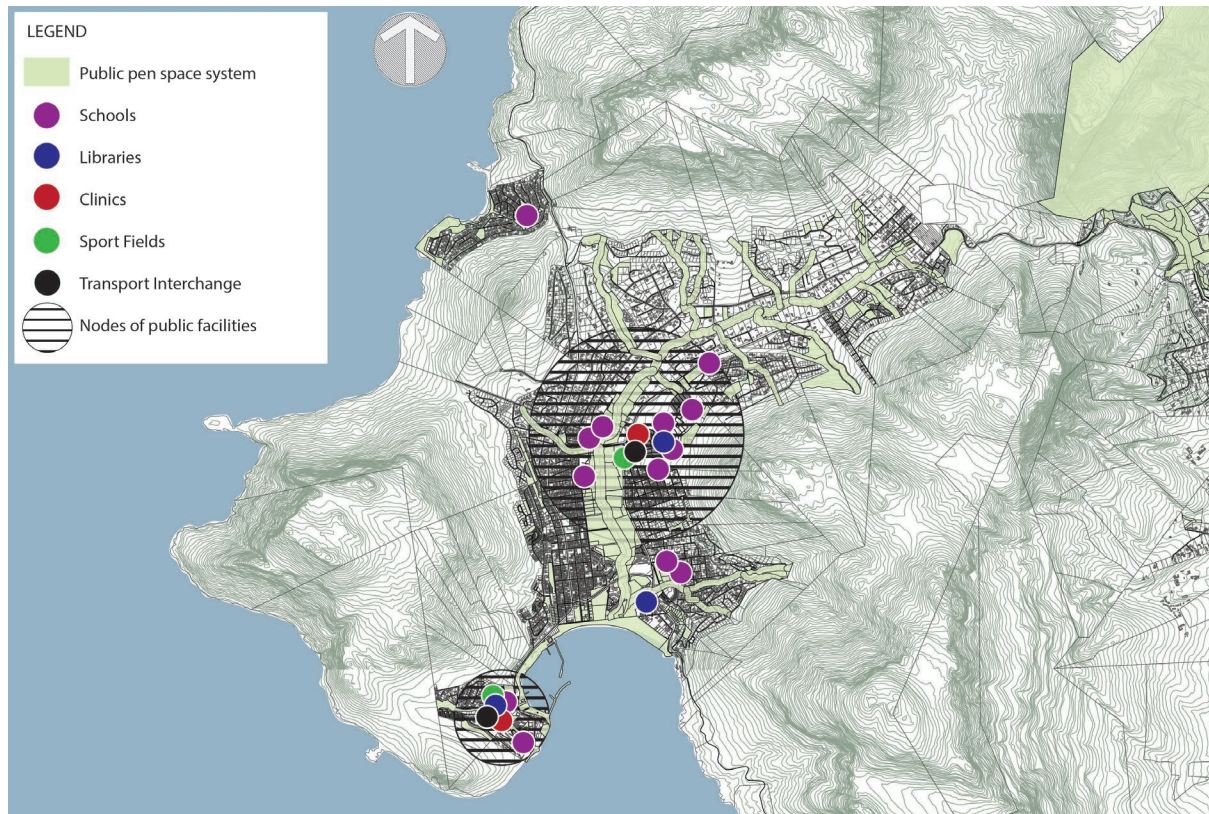 LEGEND
Public pen space system
Schools
Libraries
Clinics
Sport Fields
Transport Interchange
Nodes of public facilities